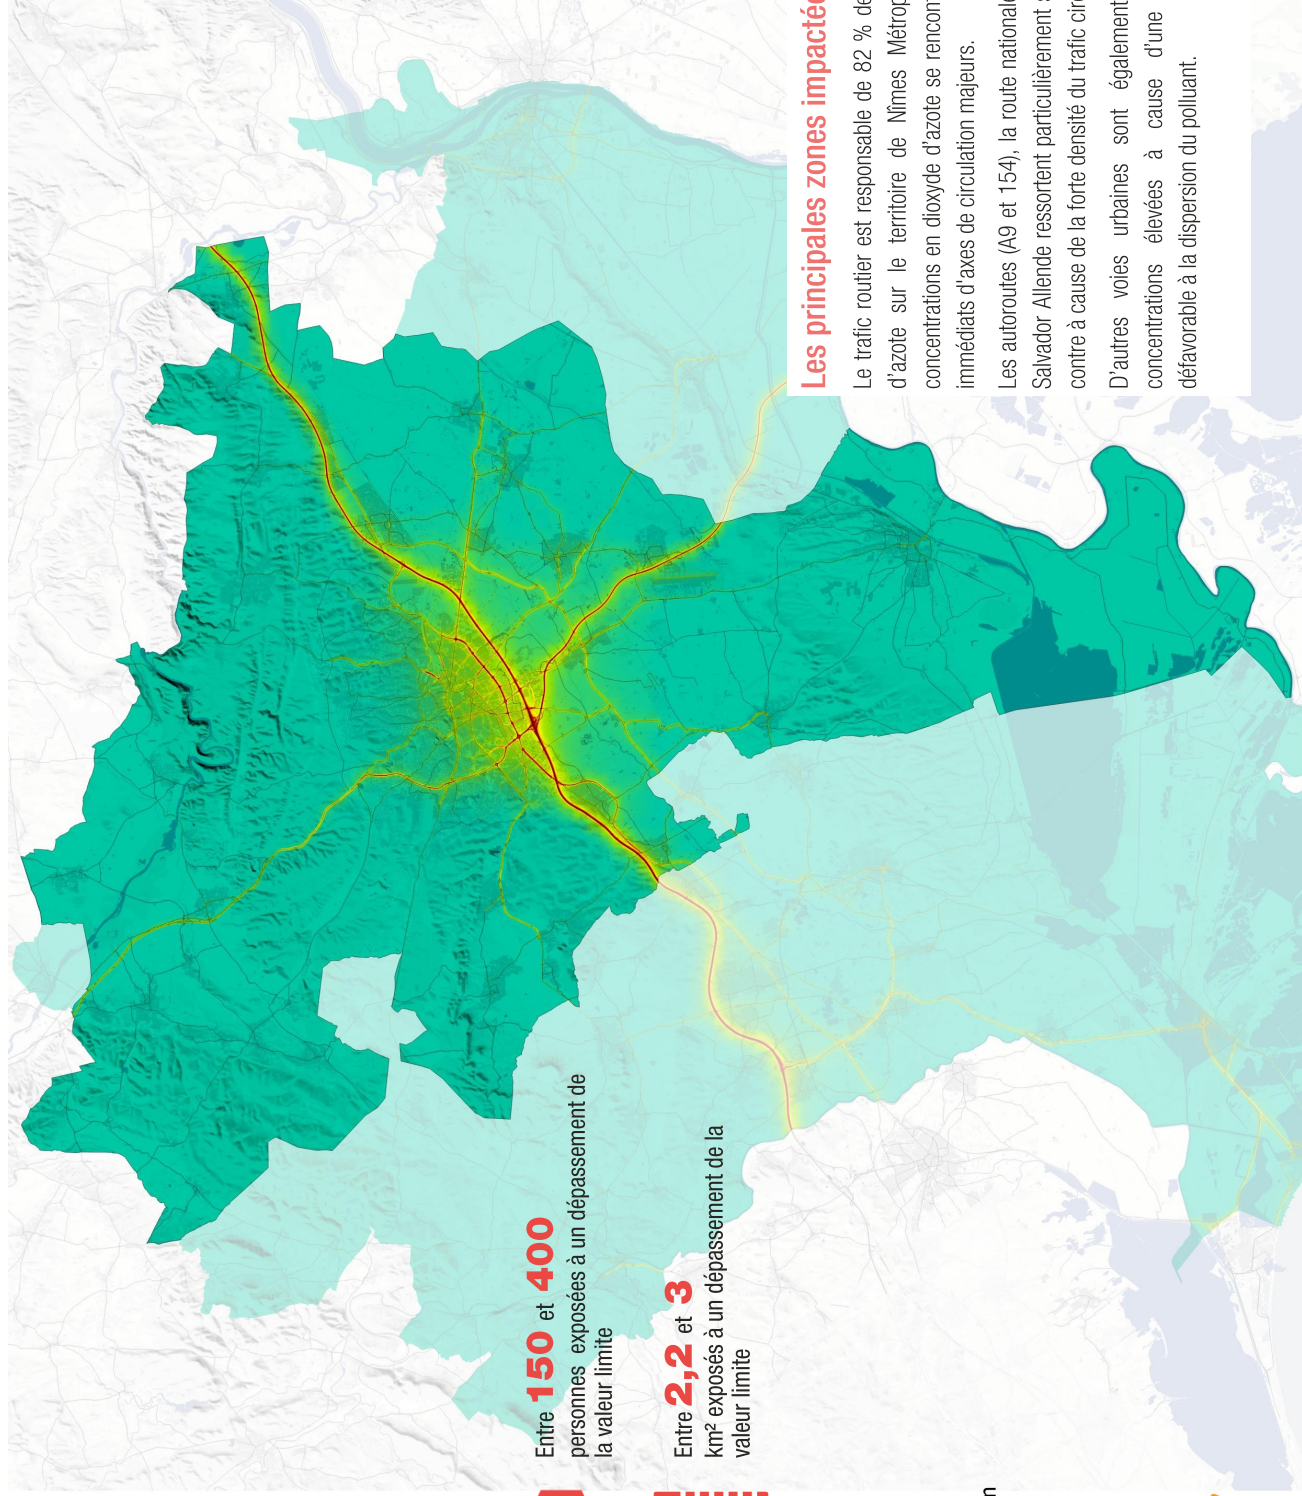 Entre 150 et 400
personnes exposées à un dépassement de
la valeur limite
Entre 2,2 et 3
km² exposés à un dépassement de la
valeur limite
Les principales zones impactée
Le trafic routier est responsable de 82 % de
d'azote sur le territoire de Nîmes Métrop
concentrations en dioxyde d'azote se rencon
immédiats d'axes de circulation majeurs.
Les autoroutes (A9 et 154), la route nationale
Salvador Allende ressortent particulièrement
contre à cause de la forte densité du trafic circ
D'autres voies urbaines sont également
concentrations élevées à cause d'une
défavorable à la dispersion du polluant.
n